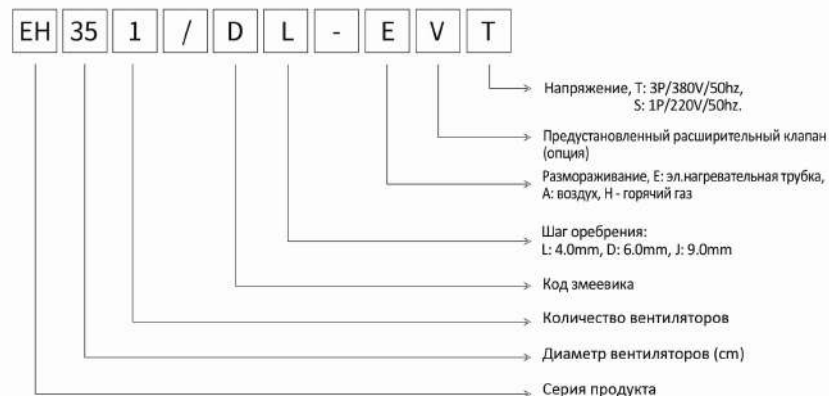 EH 35 1 / D L - E V T
Напряжение, T: 3P/380V/50hz,
S: 1P/220V/50hz.
Предустановленный расширительный клапан
(опция)
Размораживание, E: эл.нагревательная трубка,
A: воздух, H - горячий газ
Шаг оребрения:
L: 4.0mm, D: 6.0mm, J: 9.0mm
Код змеевика
Количество вентиляторов
Диаметр вентиляторов (cm)
Серия продукта